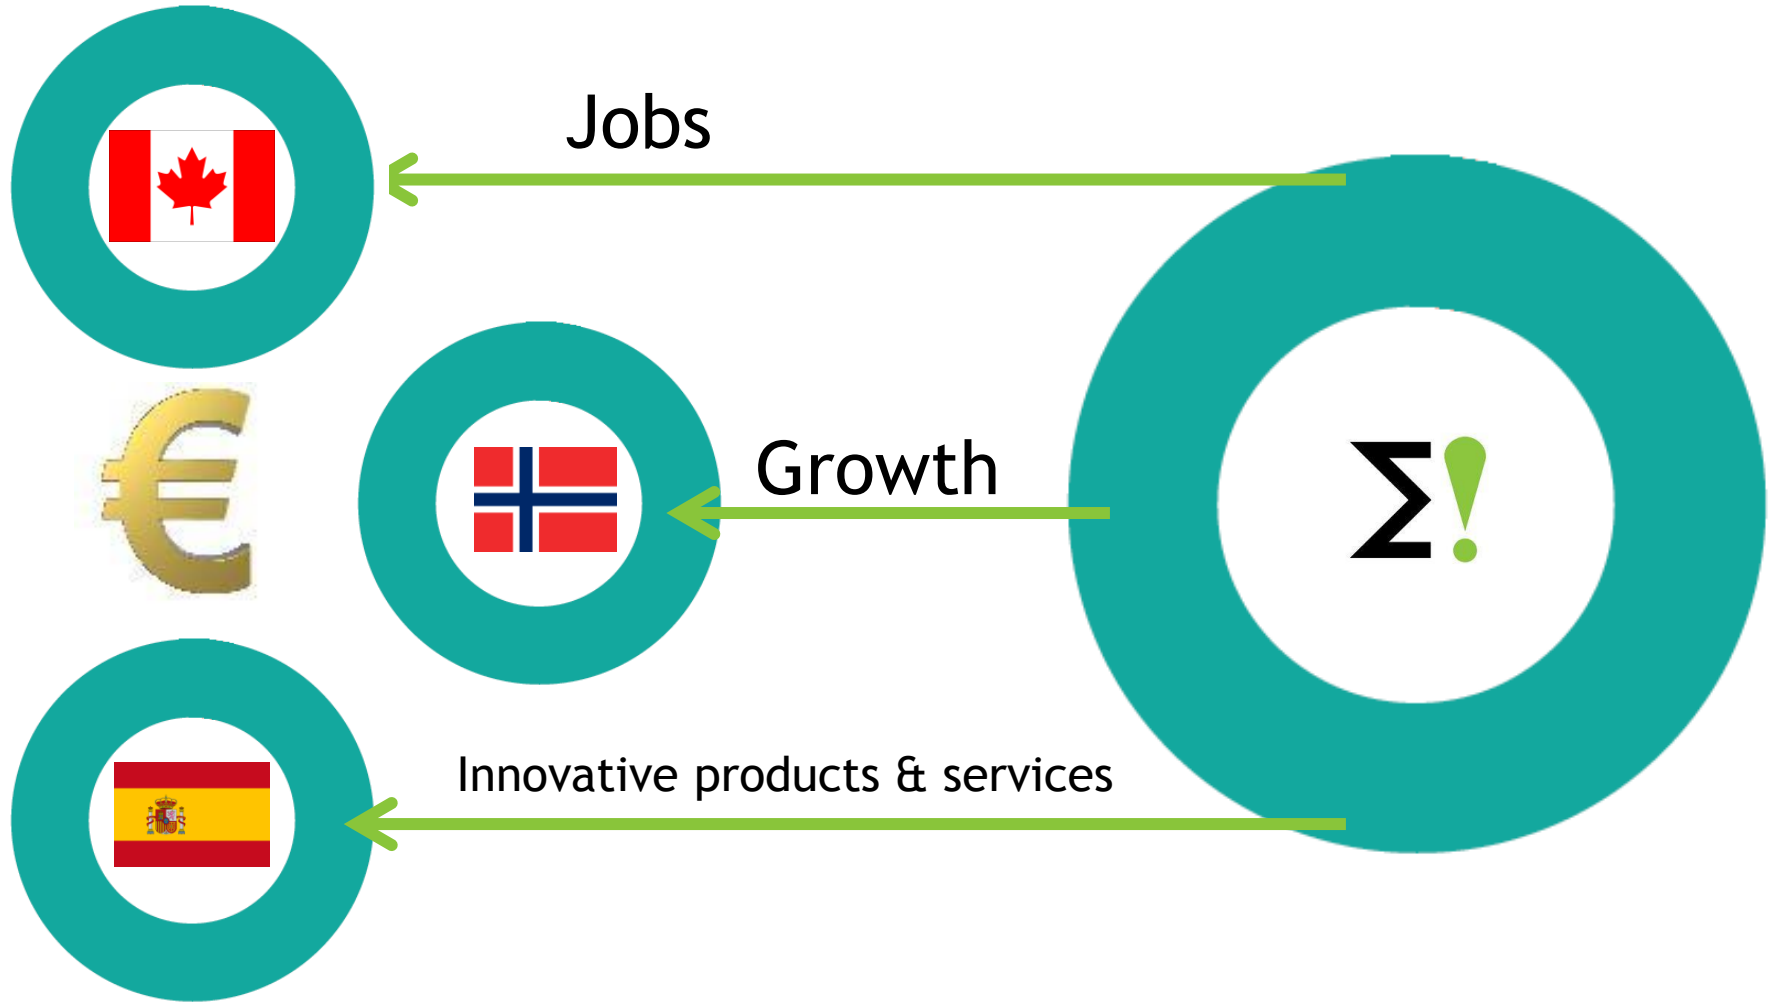 Jobs
€
Growth
Σ!
Innovative products & services